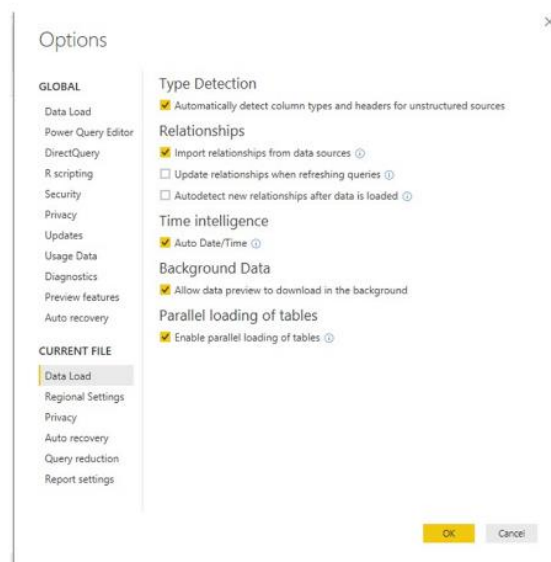 Options
GLOBAL
Data Load
Power Query Editor
DirectQuery
R scripting
Security
Privacy
Updates
Usage Data
Diagnostics
Preview features
Auto recovery
CURRENT FILE
Data Load
Regional Settings
Privacy
Auto recovery
Query reduction
Report settings
Type Detection
Automatically detect column types and headers for unstructured sources
Relationships
Import relationships from data sources
Update relationships when refreshing queries
Autodetect new relationships after data is loaded
Time intelligence
Auto Date/Time
Background Data
Allow data preview to download in the background
Parallel loading of tables
Enable parallel loading of tables
OK
Cancel